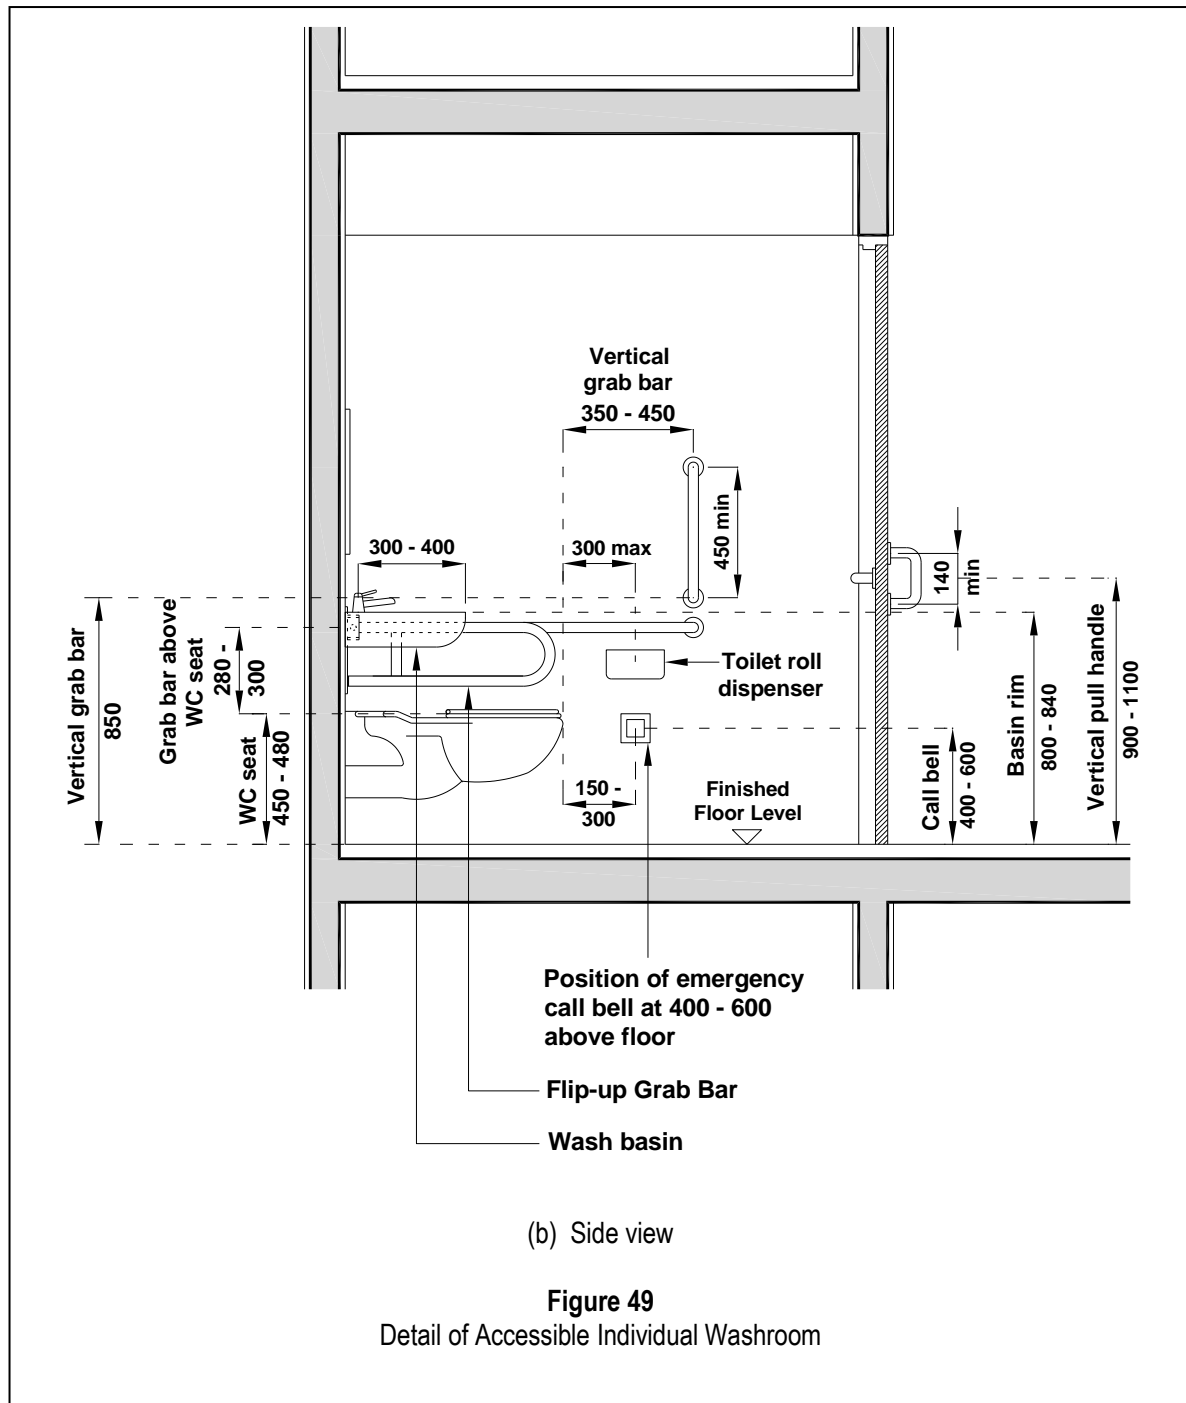 Vertical
grab bar
350 - 450
450 min
300 - 400
300 max
140
min
Vertical grab bar
850
Grab bar above
WC seat
280 -
300
WC seat
450 - 480
Toilet roll
dispenser
150 -
300
Finished
Floor Level
Call bell
400 - 600
Basin rim
800 - 840
Vertical pull handle
900 - 1100
Position of emergency
call bell at 400 - 600
above floor
Flip-up Grab Bar
Wash basin
(b) Side view
Figure 49
Detail of Accessible Individual Washroom